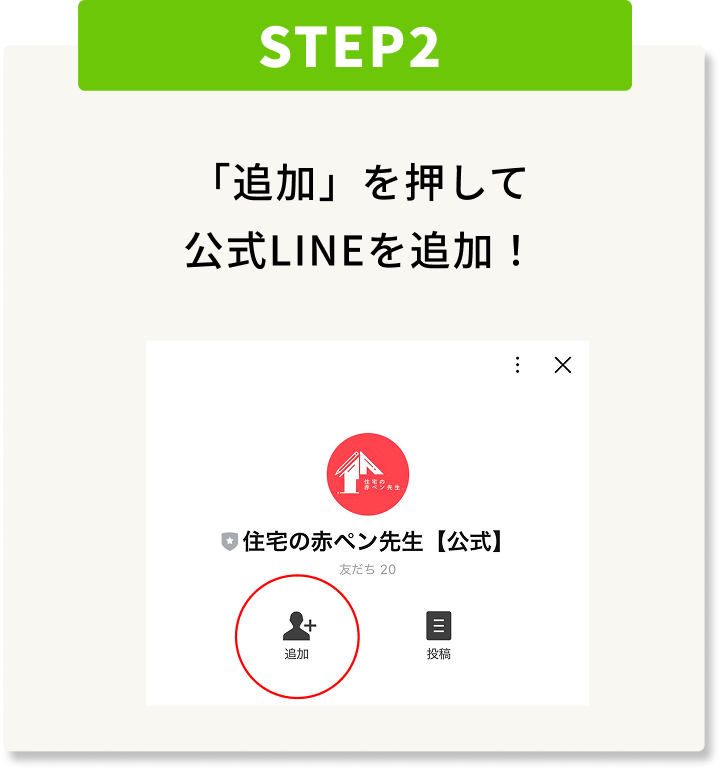 STEP2
「追加」を押して
公式LINEを追加！
住宅の
赤ペン先生
住宅の赤ペン先生【公式】
友だち 20
追加
投稿